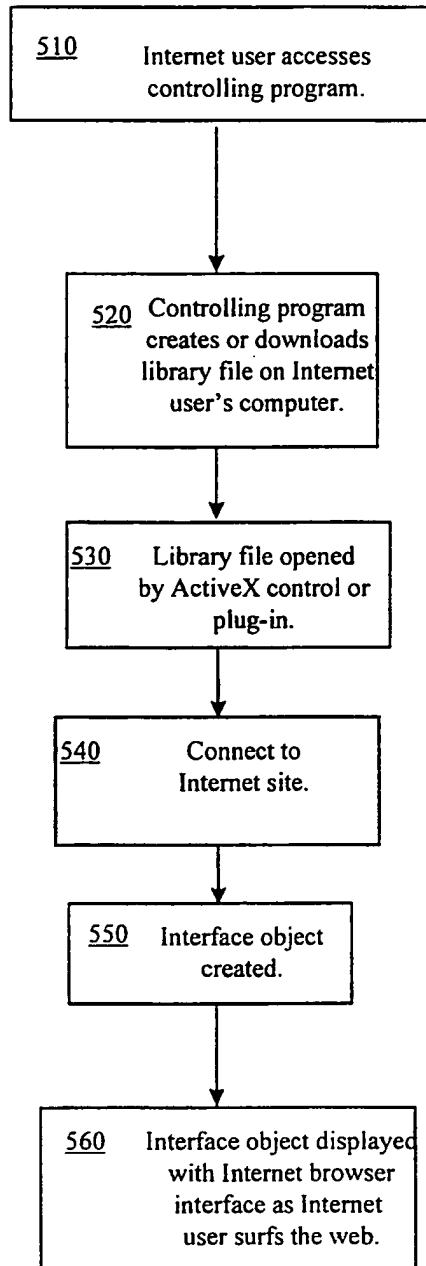 510 Internet user accesses
controlling program.
520 Controlling program
creates or downloads
library file on Internet
user's computer.
530 Library file opened
by ActiveX control or
plug-in.
540 Connect to
Internet site.
550 Interface object
created.
560 Interface object displayed
with Internet browser
interface as Internet
user surfs the web.